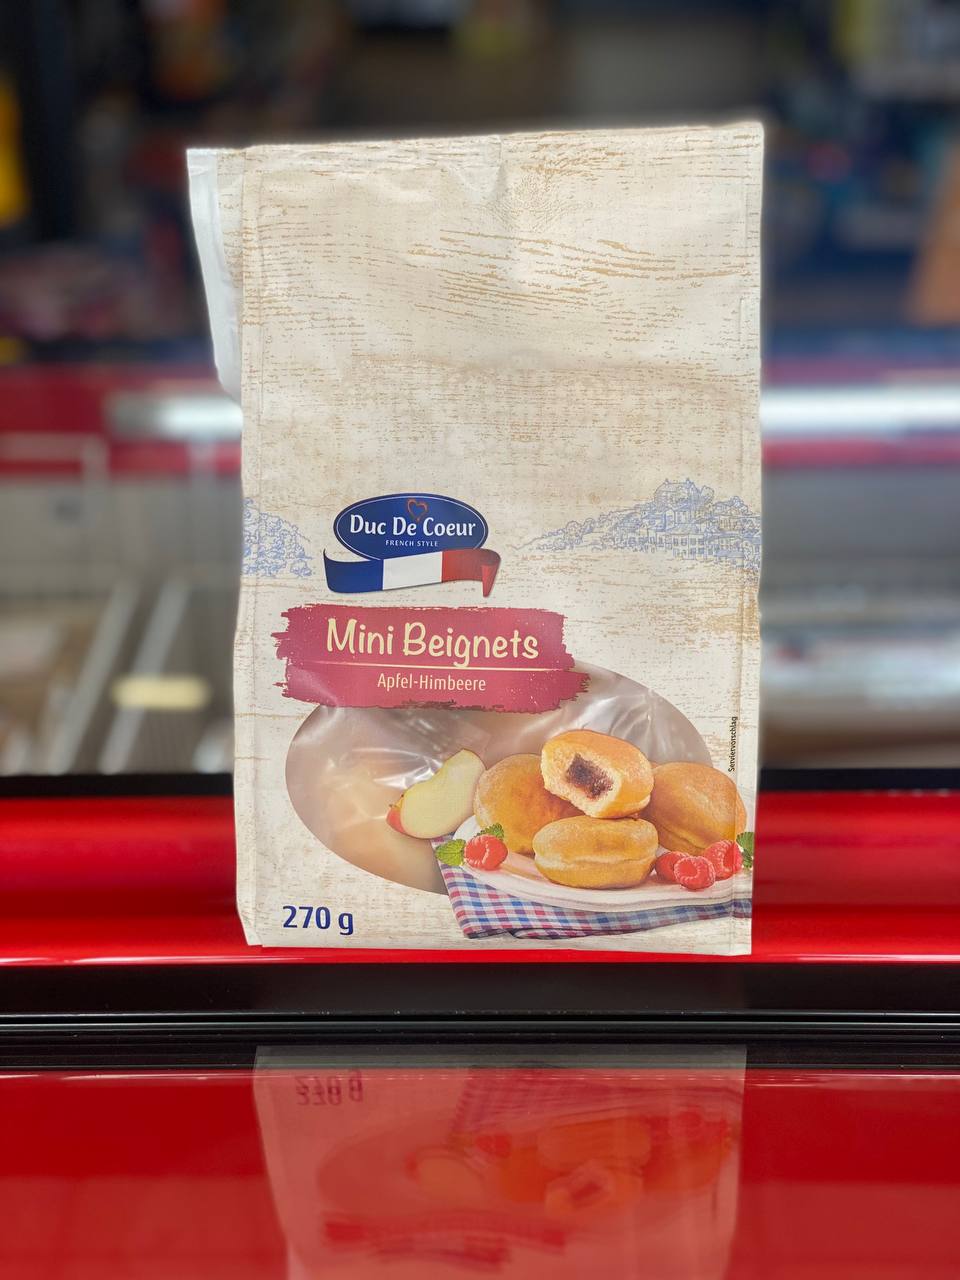 Duc De Coeur
FRENCH STYLE
Mini Beignets
Apfel-Himbeere
Serviervorschlag
270 g